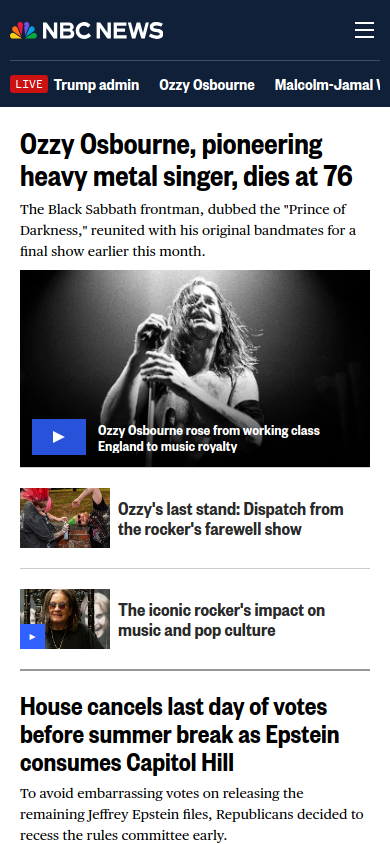 NBC NEWS
LIVE Trump admin Ozzy Osbourne Malcolm-Jamal
Ozzy Osbourne, pioneering
heavy metal singer, dies at 76
The Black Sabbath frontman, dubbed the "Prince of
Darkness," reunited with his original bandmates for a
final show earlier this month.
Ozzy Osbourne rose from working class
England to music royalty
Ozzy's last stand: Dispatch from
the rocker's farewell show
The iconic rocker's impact on
music and pop culture
House cancels last day of votes
before summer break as Epstein
consumes Capitol Hill
To avoid embarrassing votes on releasing the
remaining Jeffrey Epstein files, Republicans decided to
recess the rules committee early.